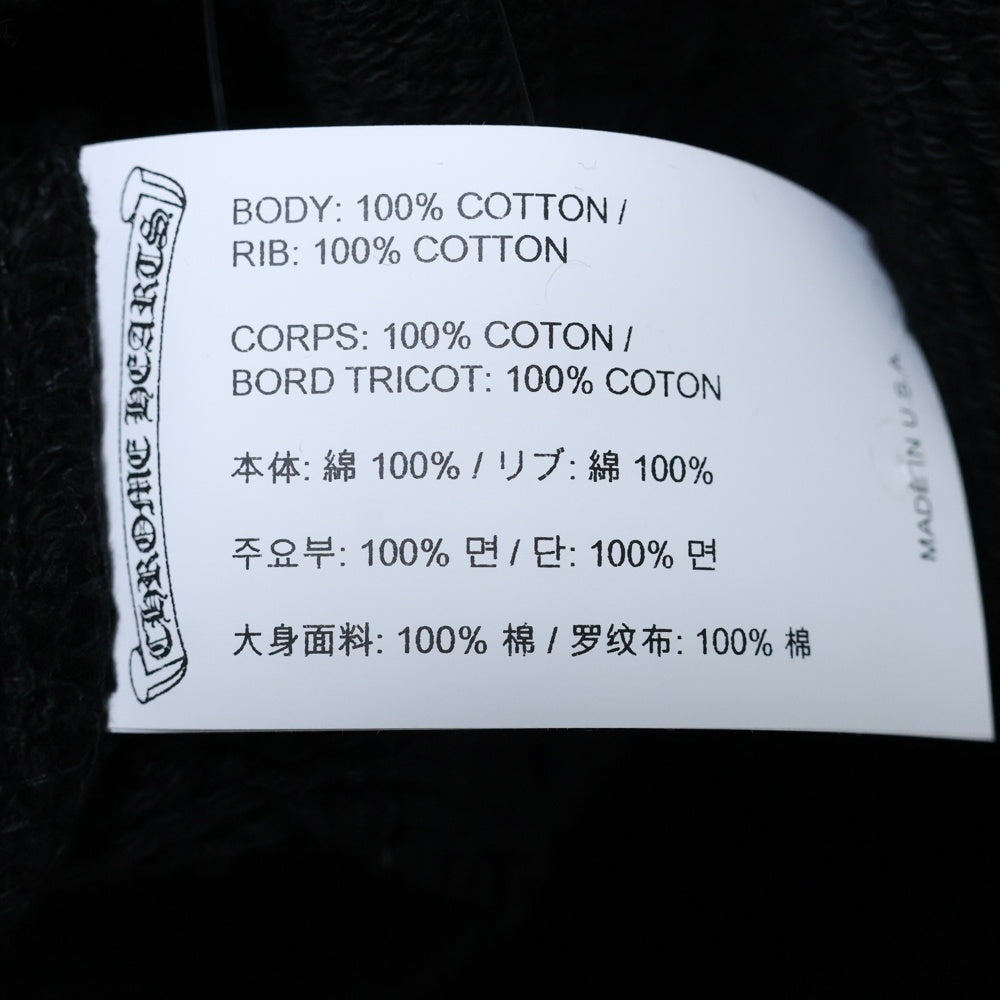 CHROME HEARTS
BODY: 100% COTTON /
RIB: 100% COTTON
CORPS: 100% COTON /
BORD TRICOT: 100% COTON
本体: 綿 100% / リブ: 綿 100%
주요부: 100% 면 / 단: 100% 면
大身面料: 100% 棉 / 罗纹布: 100% 棉
MADE IN U.S.A